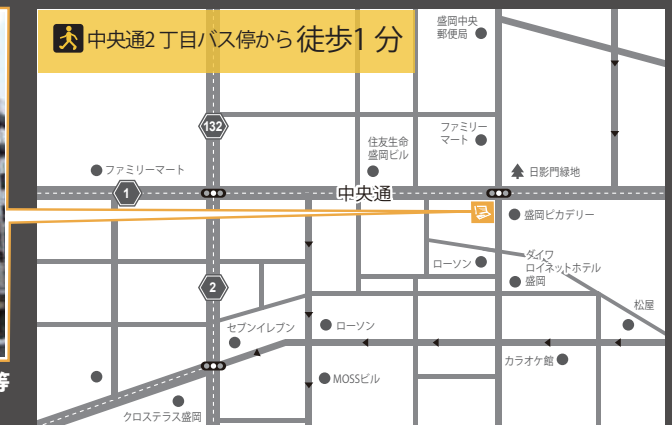 中央通2丁目バス停から 徒歩1分
盛岡中央
郵便局
132
ファミリー
マート
住友生命
盛岡ビル
ファミリーマート
日影門緑地
1
中央通
盛岡ピカデリー
ローソン
ダイワ
ロイネットホテル
盛岡
2
松屋
セブンイレブン
ローソン
カラオケ館
MOSSビル
等
クロステラス盛岡